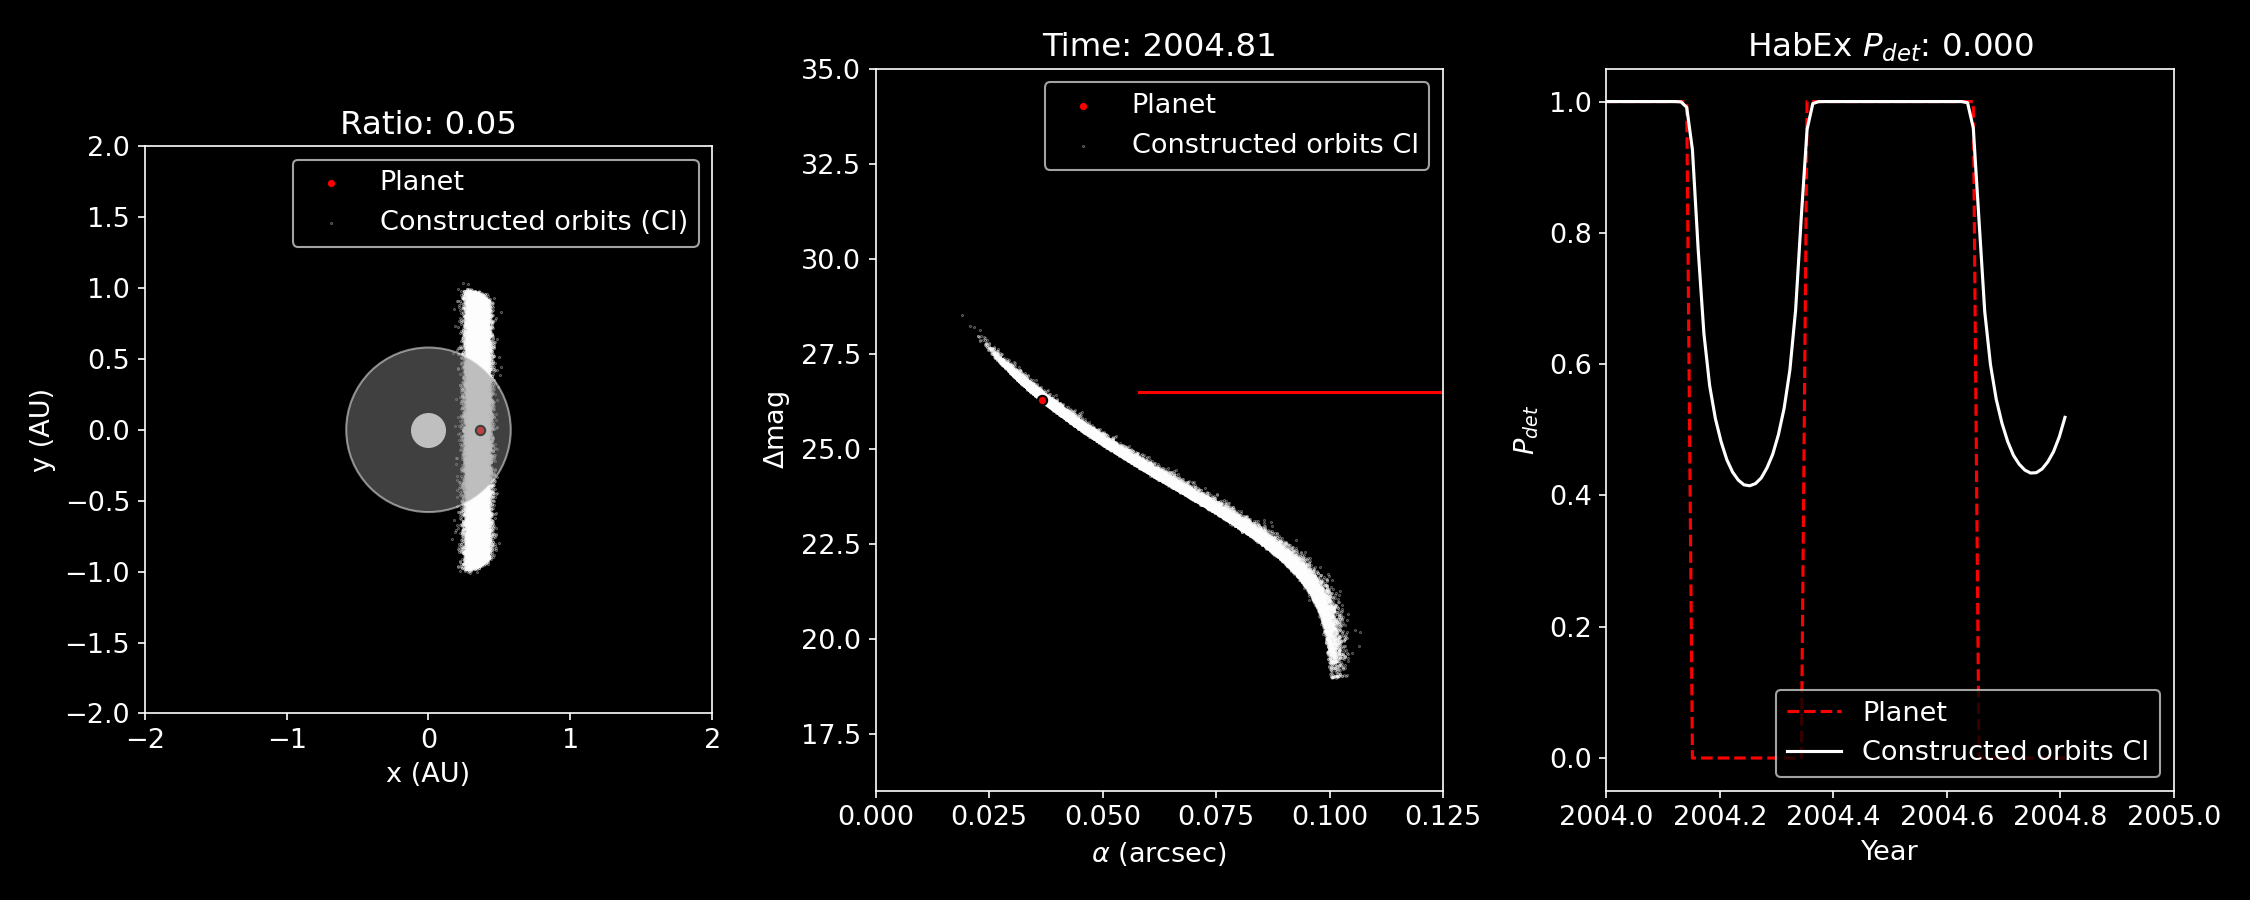 Ratio: 0.05
2.0
1.5
1.0
0.5
0.0
−0.5
−1.0
−1.5
−2.0
y (AU)
Planet
Constructed orbits (CI)
−2
−1
0
1
2
x (AU)
Time: 2004.81
35.0
32.5
30.0
27.5
25.0
22.5
20.0
17.5
Δmag
Planet
Constructed orbits CI
0.000
0.025
0.050
0.075
0.100
0.125
α (arcsec)
HabEx P_det: 0.000
1.0
0.8
0.6
0.4
0.2
0.0
P_det
Planet
Constructed orbits CI
2004.0
2004.2
2004.4
2004.6
2004.8
2005.0
Year